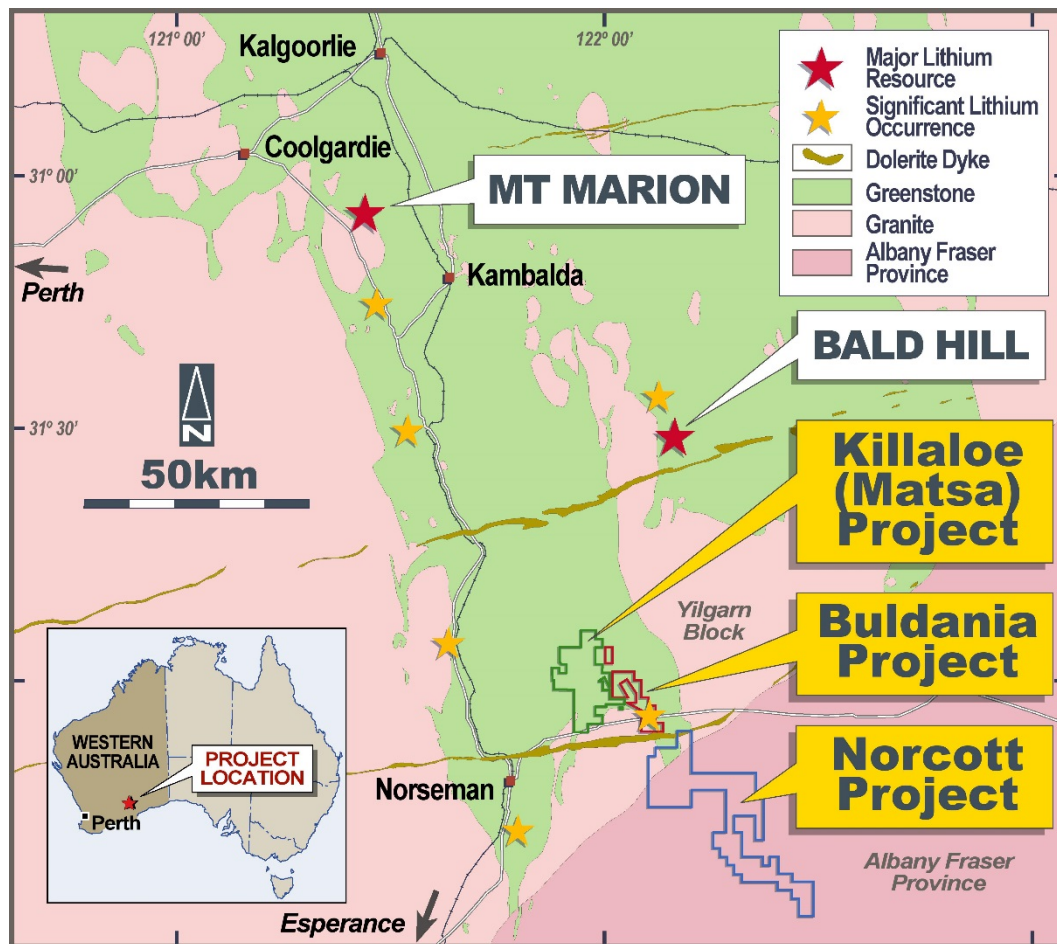 121° 00'
122° 00'
Kalgoorlie
Coolgardie
31° 00'
MT MARION
Perth
Kambalda
Major Lithium
Resource
Significant Lithium
Occurrence
Dolerite Dyke
Greenstone
Granite
Albany Fraser
Province
BALD HILL
31° 30'
N
50km
Killaloe
(Matsa)
Project
Yilgarn
Block
Buldania
Project
Norcott
Project
WESTERN
AUSTRALIA
PROJECT
LOCATION
Perth
Norseman
Albany Fraser
Province
Esperance